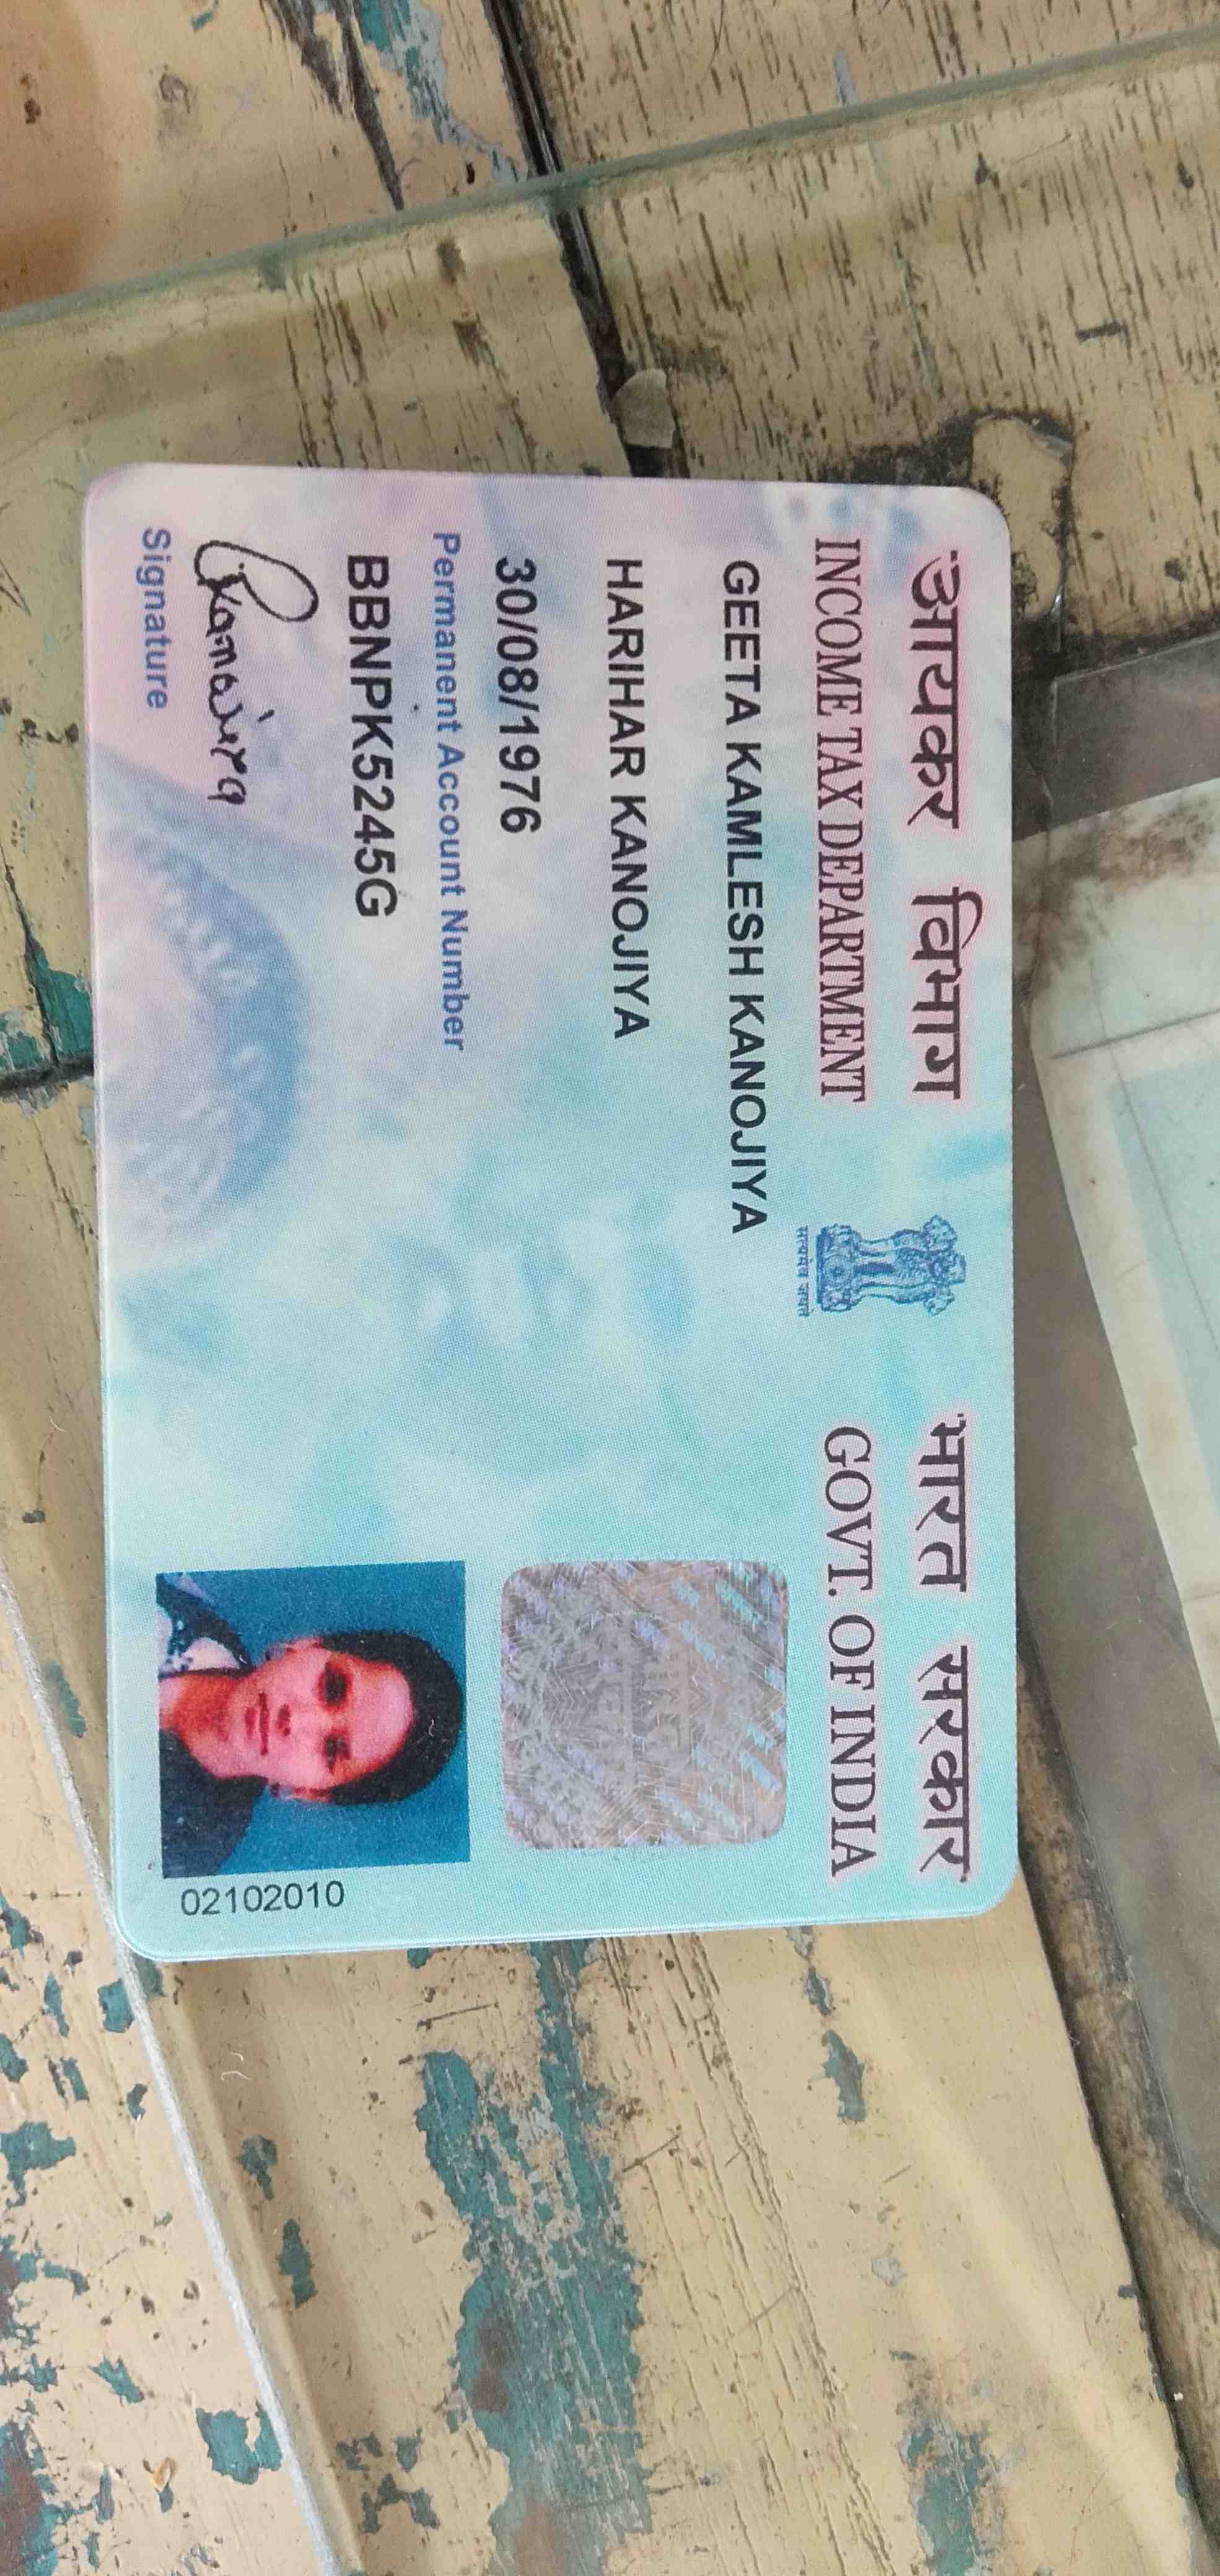 आयकर विभाग
INCOME TAX DEPARTMENT
सत्यमेव जयते
भारत सरकार
GOVT. OF INDIA
GEETA KAMLESH KANOJIYA
HARIHAR KANOJIYA
30/08/1976
Permanent Account Number
BBNPK5245G
Signature
02102010